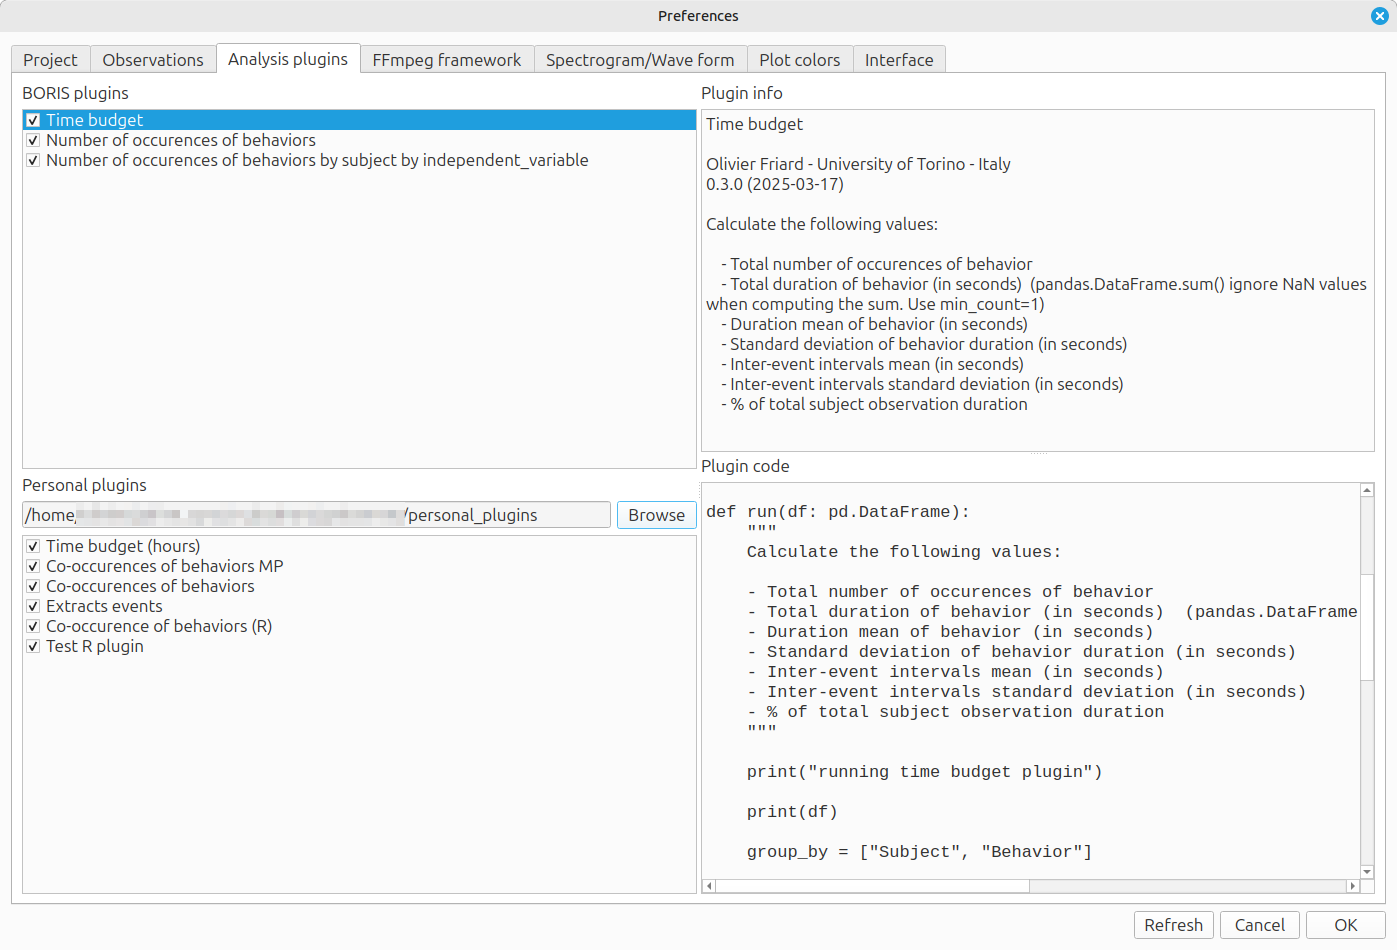 Preferences
Project
Observations
Analysis plugins
FFmpeg framework
Spectrogram/Wave form
Plot colors
Interface
BORIS plugins
Time budget
Number of occurences of behaviors
Number of occurences of behaviors by subject by independent_variable
Personal plugins
/home/
/personal_plugins
Browse
Time budget (hours)
Co-occurences of behaviors MP
Co-occurences of behaviors
Extracts events
Co-occurence of behaviors (R)
Test R plugin
Plugin info
Time budget
Olivier Friard - University of Torino - Italy
0.3.0 (2025-03-17)
Calculate the following values:
- Total number of occurences of behavior
- Total duration of behavior (in seconds)  (pandas.DataFrame.sum() ignore NaN values
when computing the sum. Use min_count=1)
- Duration mean of behavior (in seconds)
- Standard deviation of behavior duration (in seconds)
- Inter-event intervals mean (in seconds)
- Inter-event intervals standard deviation (in seconds)
- % of total subject observation duration
Plugin code
def run(df: pd.DataFrame):
"""
Calculate the following values:
- Total number of occurences of behavior
- Total duration of behavior (in seconds)  (pandas.DataFrame
- Duration mean of behavior (in seconds)
- Standard deviation of behavior duration (in seconds)
- Inter-event intervals mean (in seconds)
- Inter-event intervals standard deviation (in seconds)
- % of total subject observation duration
"""
print("running time budget plugin")
print(df)
group_by = ["Subject", "Behavior"]
Refresh
Cancel
OK